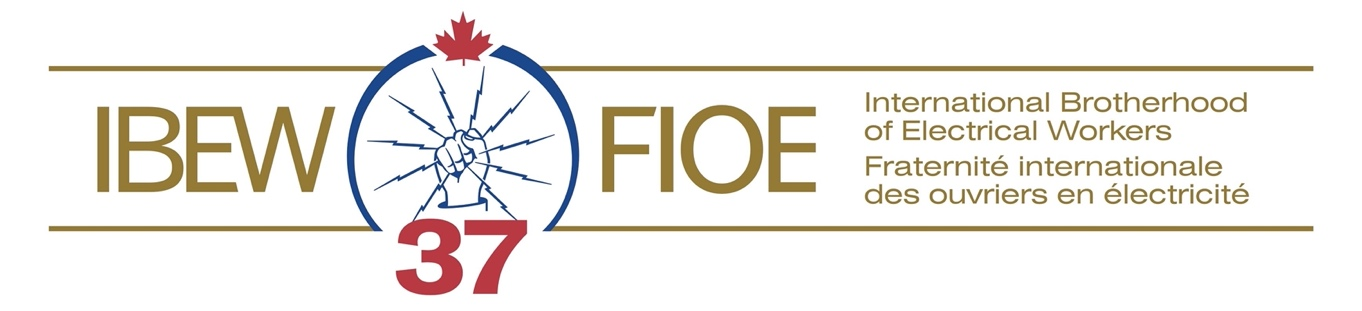 IBEW
37
FIOE
International Brotherhood
of Electrical Workers
Fraternité internationale
des ouvriers en électricité